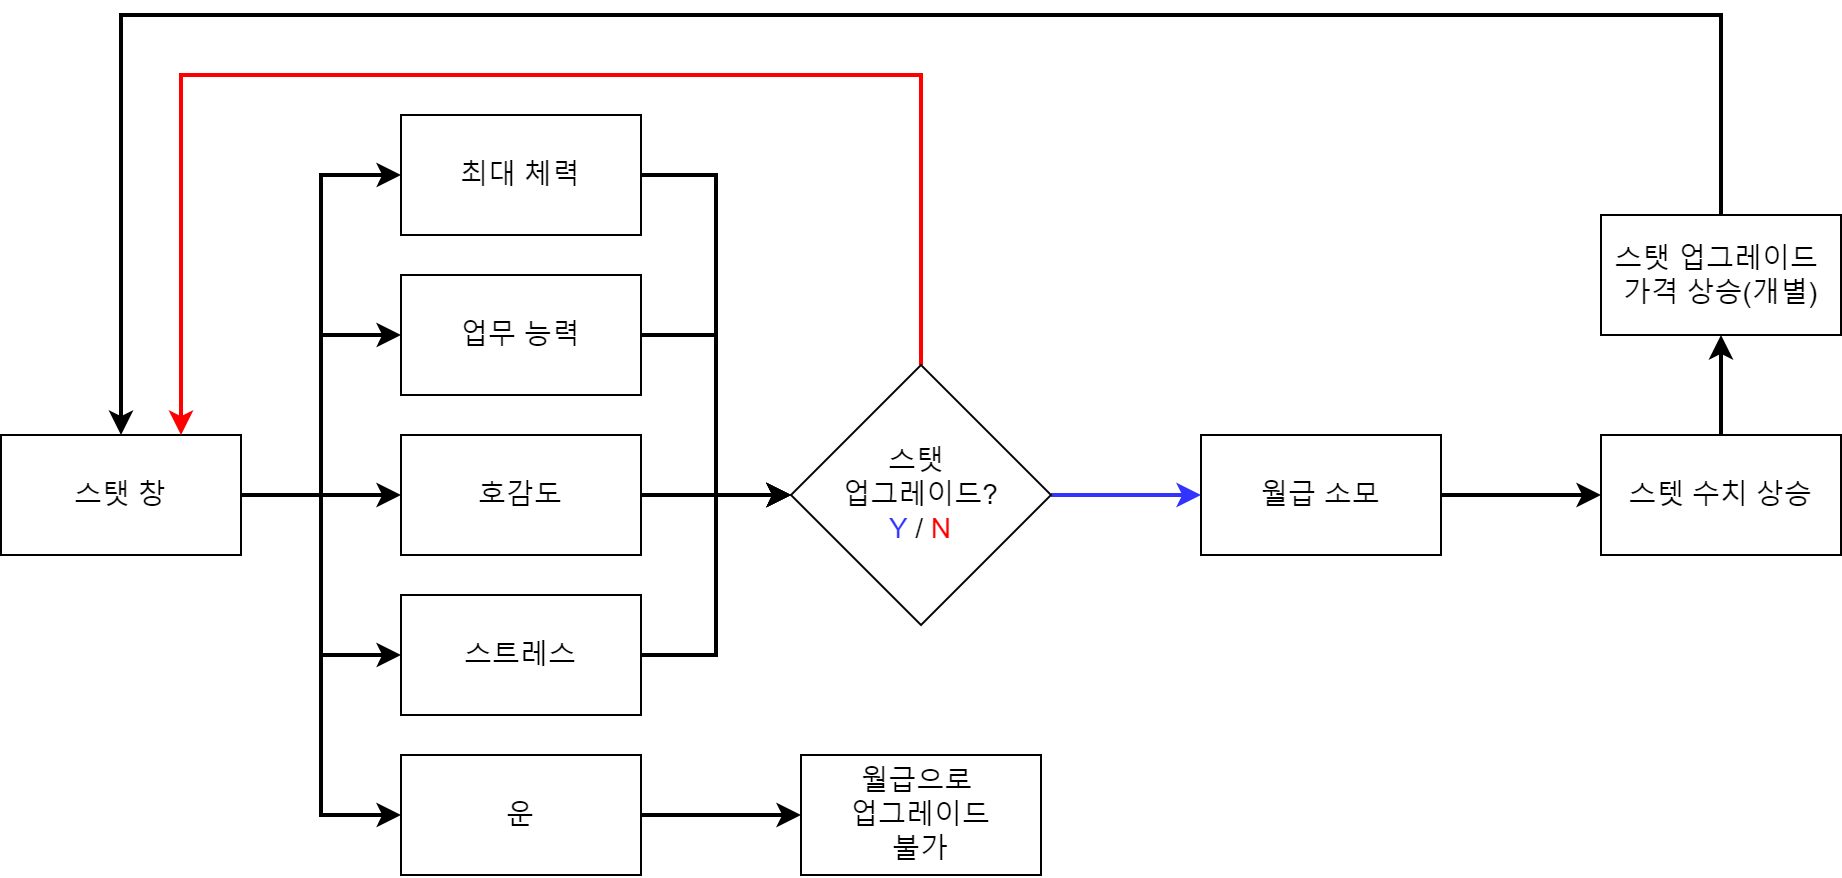 최대 체력
업무 능력
스탯 업그레이드
가격 상승(개별)
스탯 창
호감도
스탯
업그레이드?
Y / N
월급 소모
스텟 수치 상승
스트레스
운
월급으로
업그레이드
불가